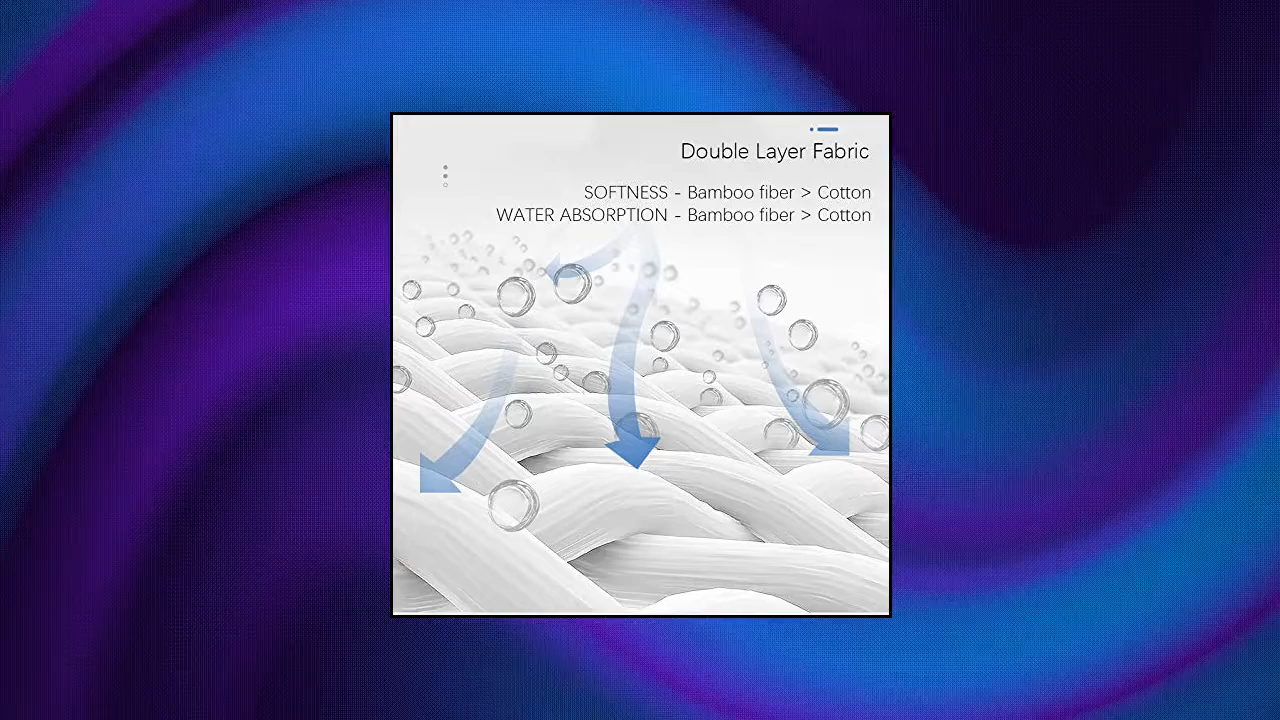 Double Layer Fabric
SOFTNESS - Bamboo fiber > Cotton
WATER ABSORPTION - Bamboo fiber > Cotton